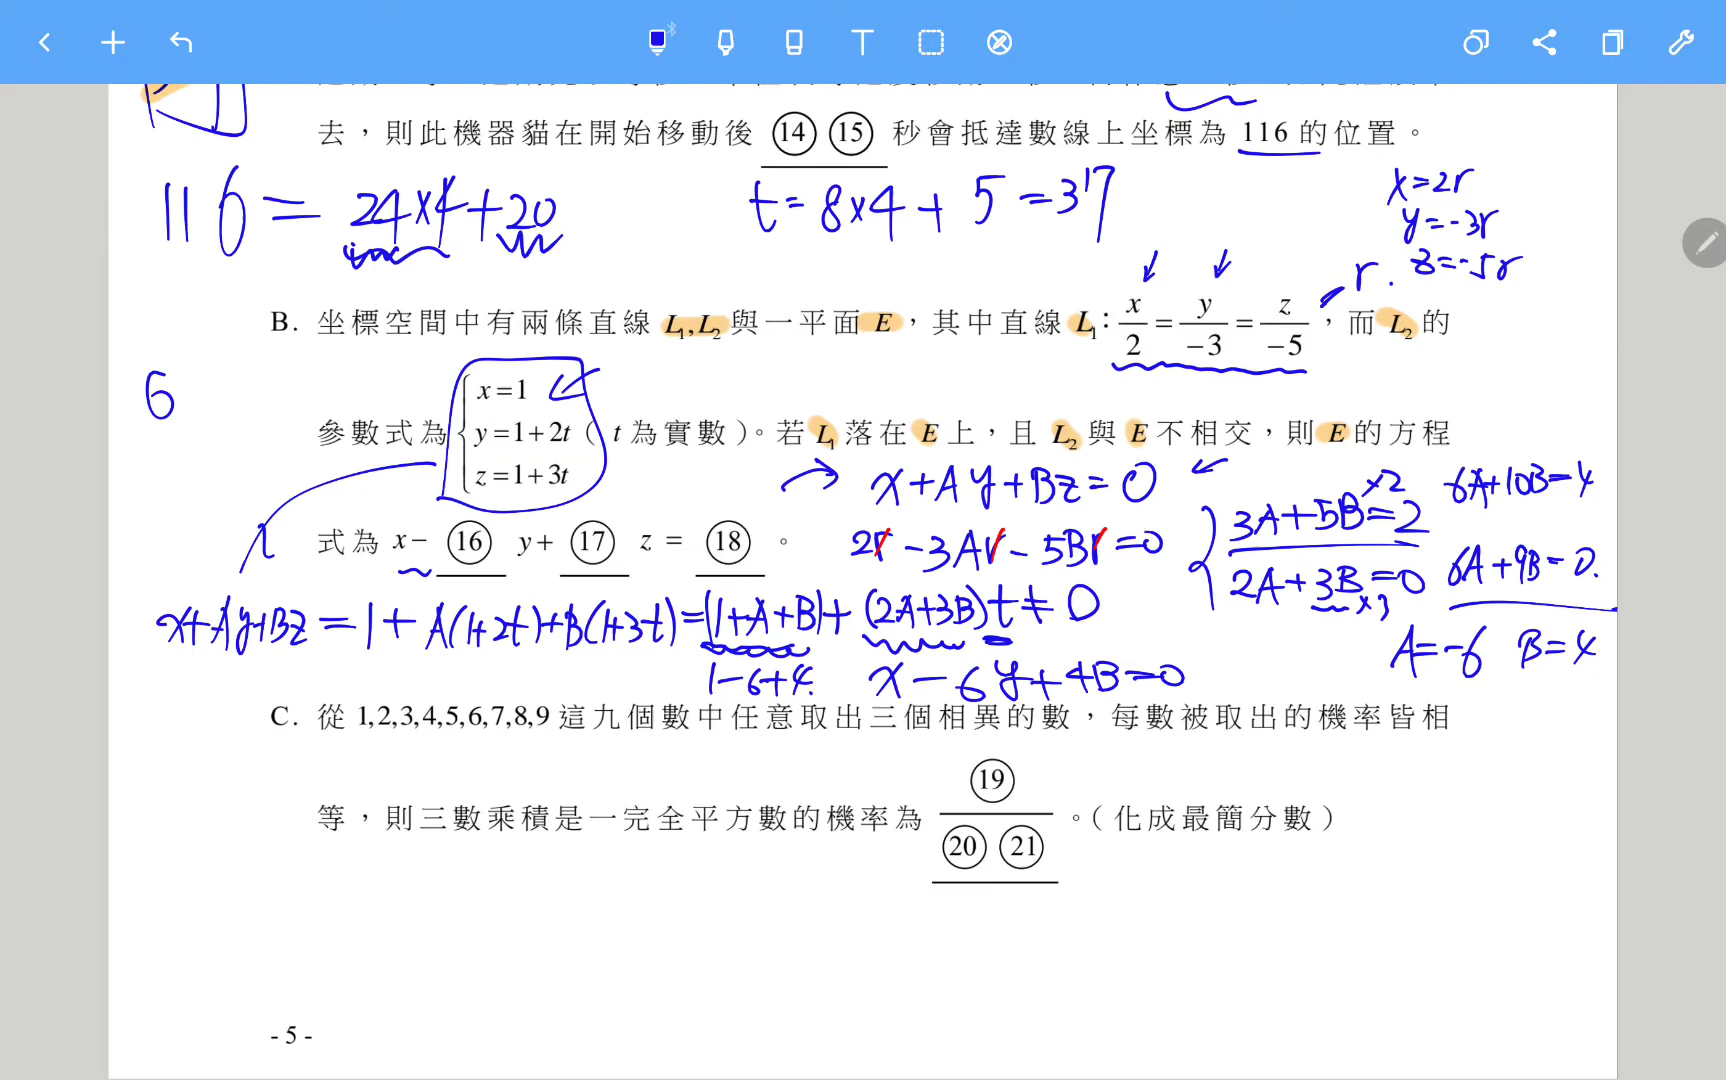 去，則此機器貓在開始移動後 ⑭ ⑮ 秒會抵達數線上坐標為 116 的位置。
116 = 24×4+20
t = 8×4 + 5 = 37
x=2r
y=-3r
z=-5r
r.
B. 坐標空間中有兩條直線 L₁,L₂ 與一平面 E，其中直線 L₁: x/2 = y/-3 = z/-5，而 L₂ 的
6
參數式為 { x=1 y=1+2t z=1+3t （t 為實數）。若 L₁ 落在 E 上，且 L₂ 與 E 不相交，則 E 的方程
x+Ay+Bz=0
式為 x− ⑯ y+ ⑰ z = ⑱ 。
2r -3Ar -5Br=0
3A+5B=2 ×2
2A+3B=0 ×3
6A+10B=4
6A+9B=0.
A=-6 B=4
x+Ay+Bz = 1+ A(1+2t)+B(1+3t)=(1+A+B)+(2A+3B)t ≠ 0
1-6+4.
x-6y+4B=0
C. 從 1,2,3,4,5,6,7,8,9 這九個數中任意取出三個相異的數，每數被取出的機率皆相
等，則三數乘積是一完全平方數的機率為 ⑲ / ⑳ ㉑ 。（化成最簡分數）
- 5 -